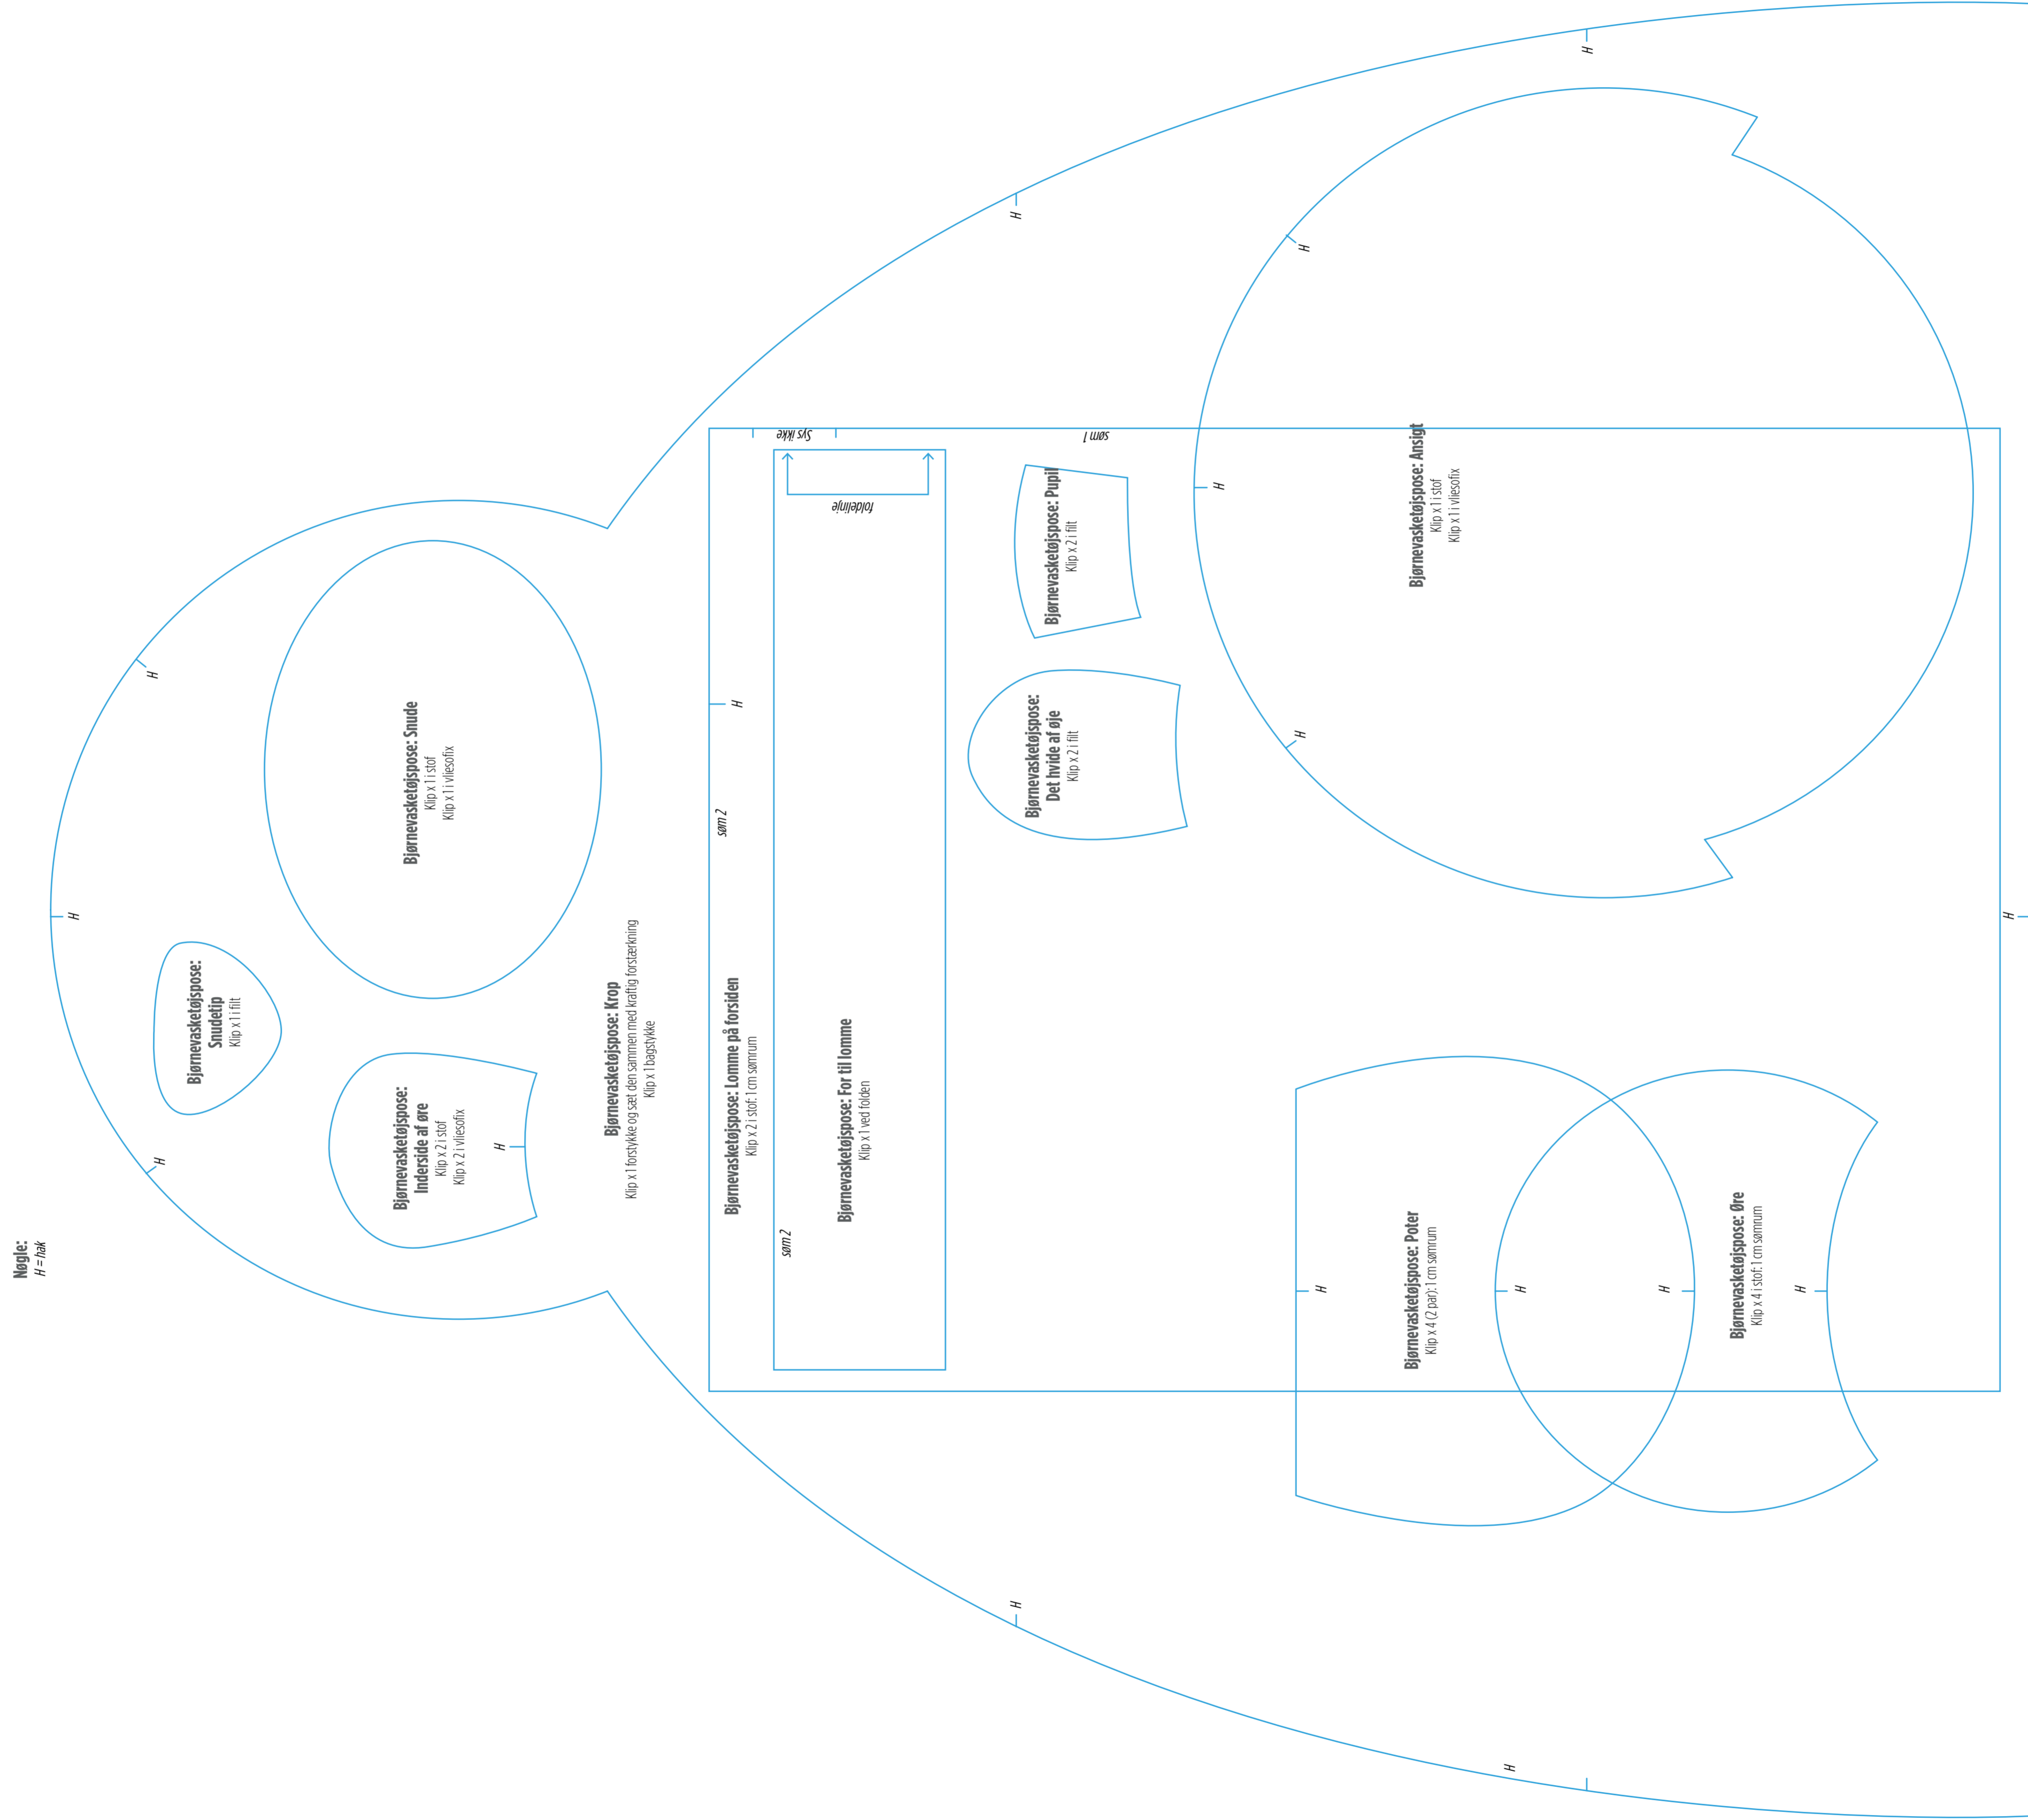 Nøgle:
H = hak
H
H
H
H
Bjørnevasketøjspose:
Snudetip
Klip x 1 i filt
Bjørnevasketøjspose: Snude
Klip x 1 i stof
Klip x 1 i vliesofix
Bjørnevasketøjspose:
Inderside af øre
Klip x 2 i stof
Klip x 2 i vliesofix
H
Bjørnevasketøjspose: Krop
Klip x 1 forstykke og sæt den sammen med kraftig forstærkning
Klip x 1 bagstykke
Bjørnevasketøjspose: Lomme på forsiden
Klip x 2 i stof: 1 cm sømrum
søm 2
H
Sys ikke
søm 2
foldelinje
Bjørnevasketøjspose: For til lomme
Klip x 1 ved folden
søm 1
Bjørnevasketøjspose: Pupil
Klip x 2 i filt
Bjørnevasketøjspose:
Det hvide af øje
Klip x 2 i filt
H
H
H
H
H
Bjørnevasketøjspose: Ansigt
Klip x 1 i stof
Klip x 1 i vliesofix
H
Bjørnevasketøjspose: Poter
Klip x 4 (2 par): 1 cm sømrum
H
H
Bjørnevasketøjspose: Øre
Klip x 4 i stof: 1 cm sømrum
H
H
H
H
H